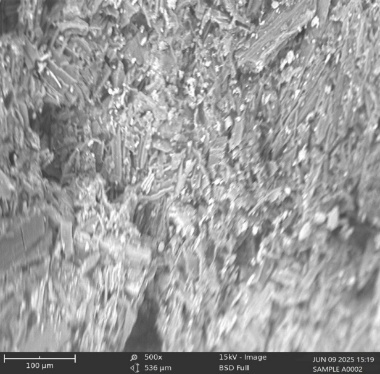 100 μm
500x
536 μm
15kV - Image
BSD Full
JUN 09 2025 15:19
SAMPLE A0002